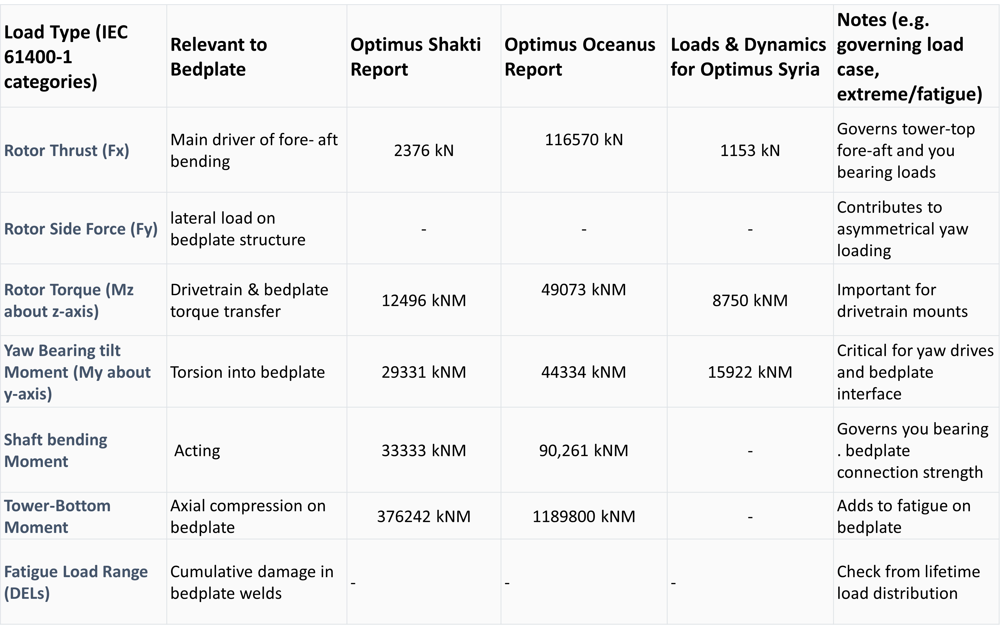 Load Type (IEC
61400-1
categories)
Relevant to
Bedplate
Optimus Shakti
Report
Optimus Oceanus
Report
Loads & Dynamics
for Optimus Syria
Notes (e.g.
governing load
case,
extreme/fatigue)
Rotor Thrust (Fx)
Main driver of fore- aft
bending
2376 kN
116570 kN
1153 kN
Governs tower-top
fore-aft and you
bearing loads
Rotor Side Force (Fy)
lateral load on
bedplate structure
-
-
-
Contributes to
asymmetrical yaw
loading
Rotor Torque (Mz
about z-axis)
Drivetrain & bedplate
torque transfer
12496 kNM
49073 kNM
8750 kNM
Important for
drivetrain mounts
Yaw Bearing tilt
Moment (My about
y-axis)
Torsion into bedplate
29331 kNM
44334 kNM
15922 kNM
Critical for yaw drives
and bedplate
interface
Shaft bending
Moment
Acting
33333 kNM
90,261 kNM
-
Governs you bearing
. bedplate
connection strength
Tower-Bottom
Moment
Axial compression on
bedplate
376242 kNM
1189800 kNM
-
Adds to fatigue on
bedplate
Fatigue Load Range
(DELs)
Cumulative damage in
bedplate welds
-
-
-
Check from lifetime
load distribution